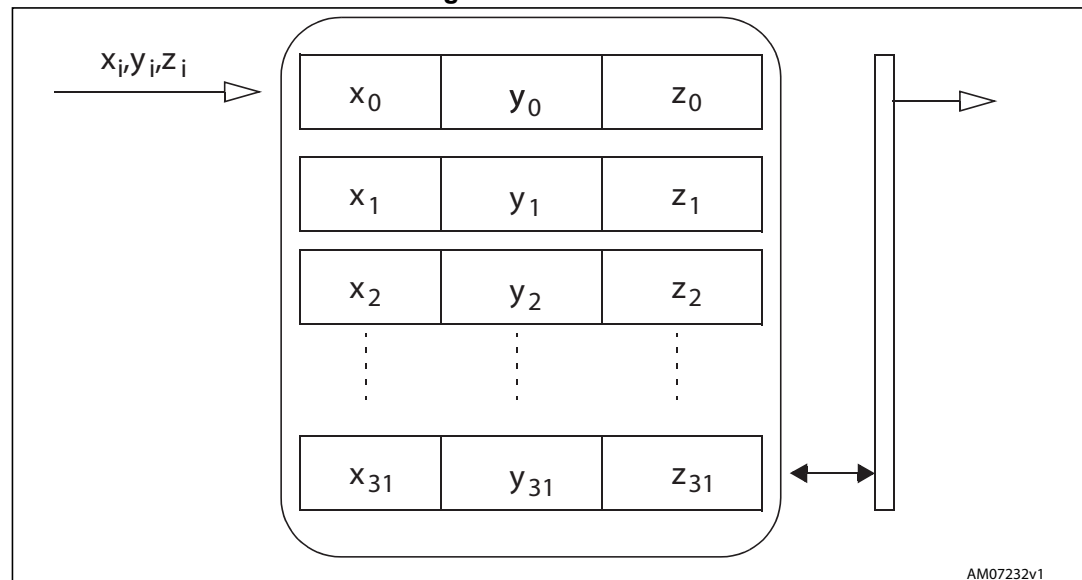 xi,yi,zi
x0 y0 z0
x1 y1 z1
x2 y2 z2
x31 y31 z31
AM07232v1